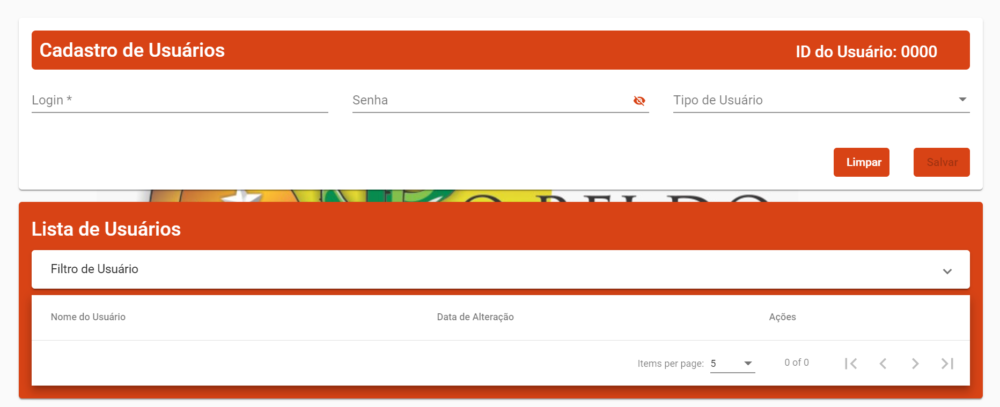 Cadastro de Usuários
ID do Usuário: 0000
Login *
Senha
Tipo de Usuário
Limpar
Salvar
Lista de Usuários
Filtro de Usuário
Nome do Usuário
Data de Alteração
Ações
Items per page: 5
0 of 0